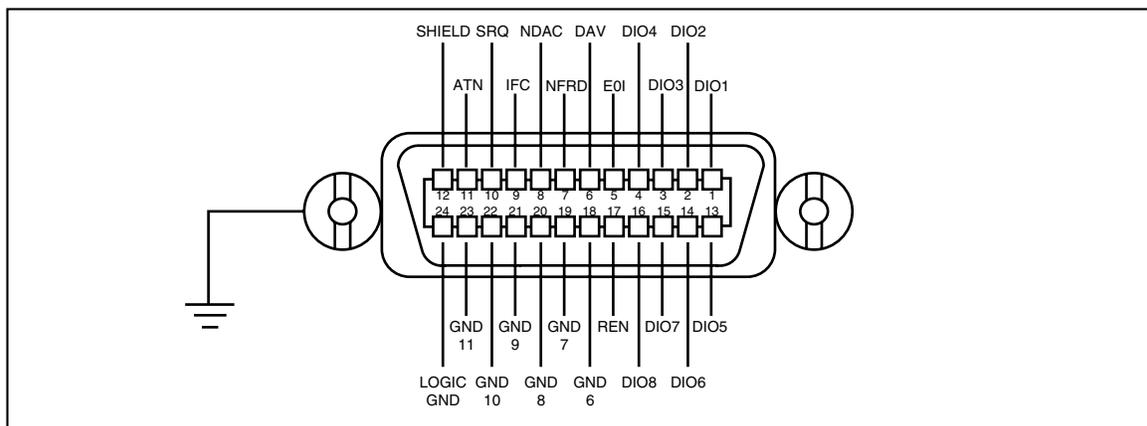 SHIELD SRQ NDAC DAV DIO4 DIO2
ATN IFC NFRD E0I DIO3 DIO1
12 11 10 9 8 7 6 5 4 3 2 1
24 23 22 21 20 19 18 17 16 15 14 13
GND GND GND REN DIO7 DIO5
11 9 7
LOGIC GND GND GND DIO8 DIO6
GND 10 8 6